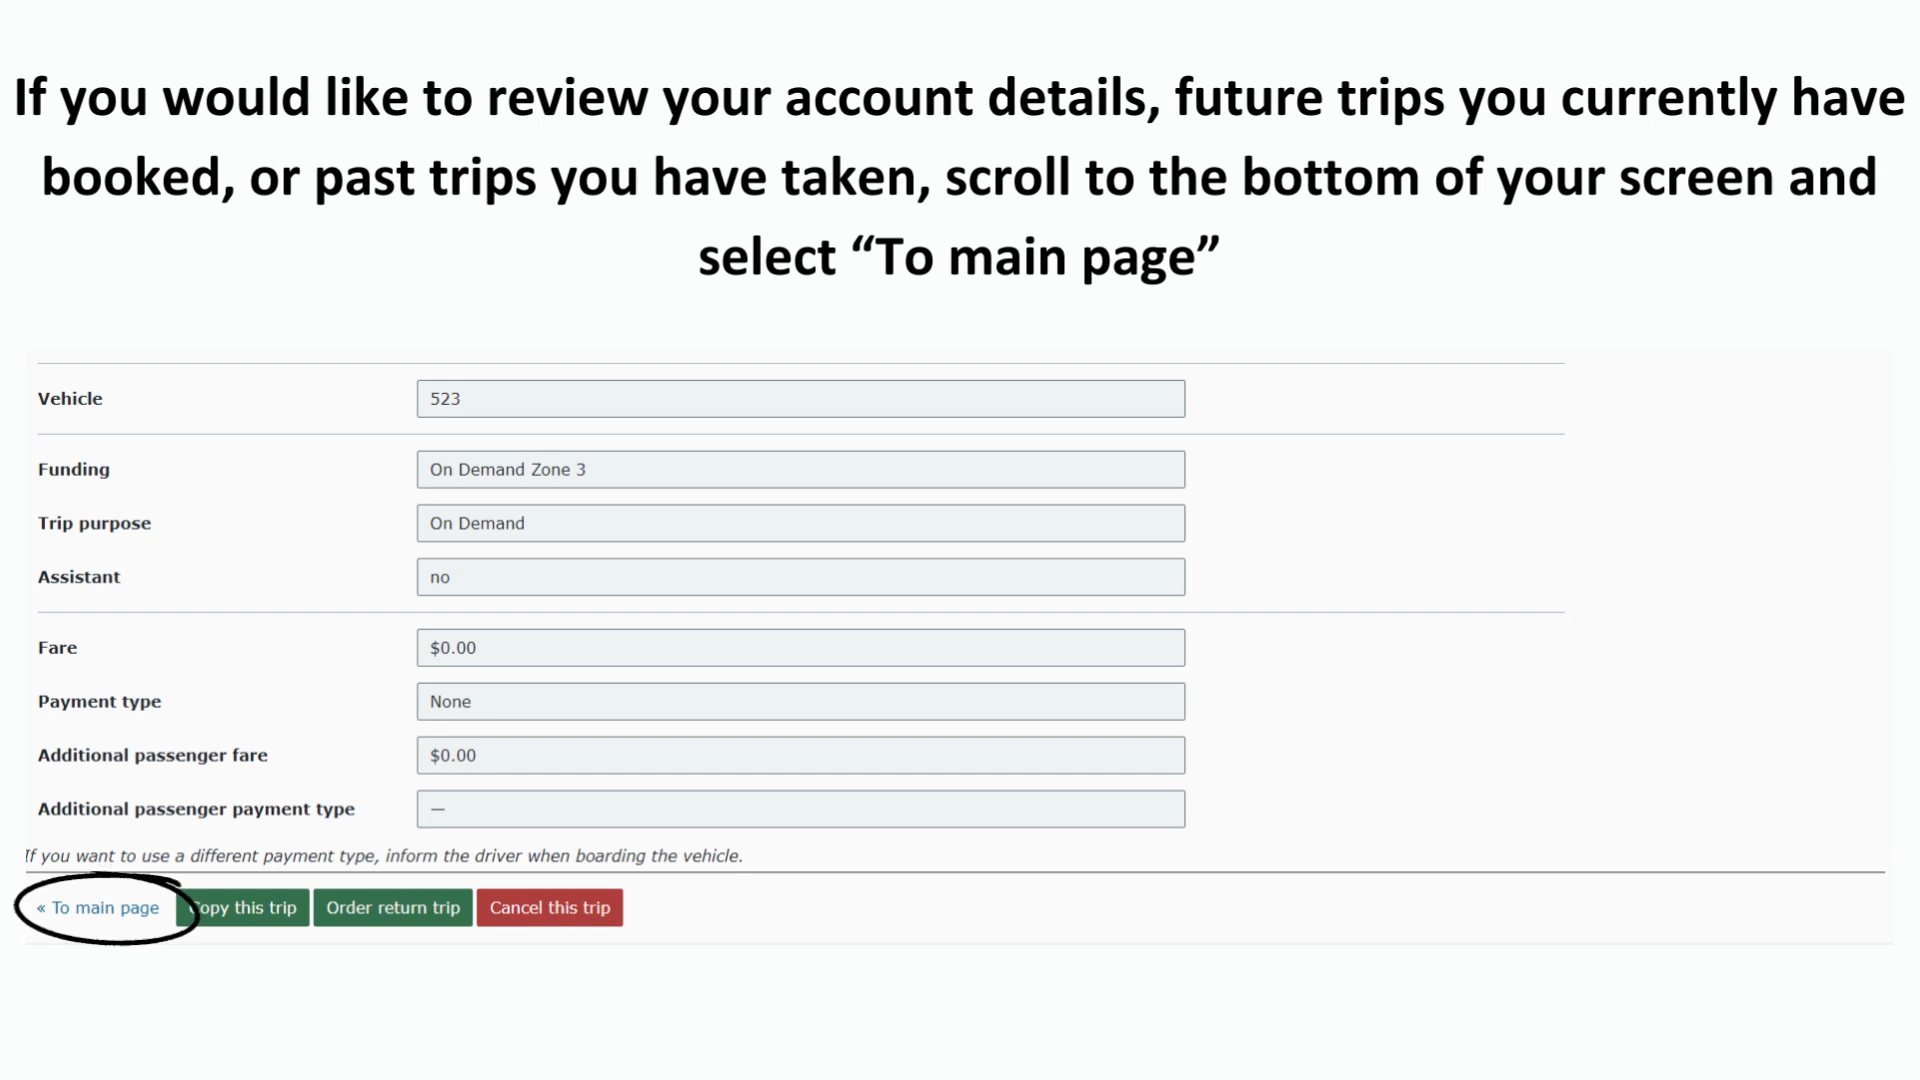 If you would like to review your account details, future trips you currently have
booked, or past trips you have taken, scroll to the bottom of your screen and
select “To main page”
Vehicle 523
Funding On Demand Zone 3
Trip purpose On Demand
Assistant no
Fare $0.00
Payment type None
Additional passenger fare $0.00
Additional passenger payment type —
If you want to use a different payment type, inform the driver when boarding the vehicle.
« To main page Copy this trip Order return trip Cancel this trip